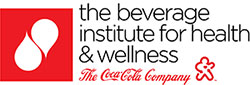 the beverage
institute for health
& wellness
The Coca-Cola Company